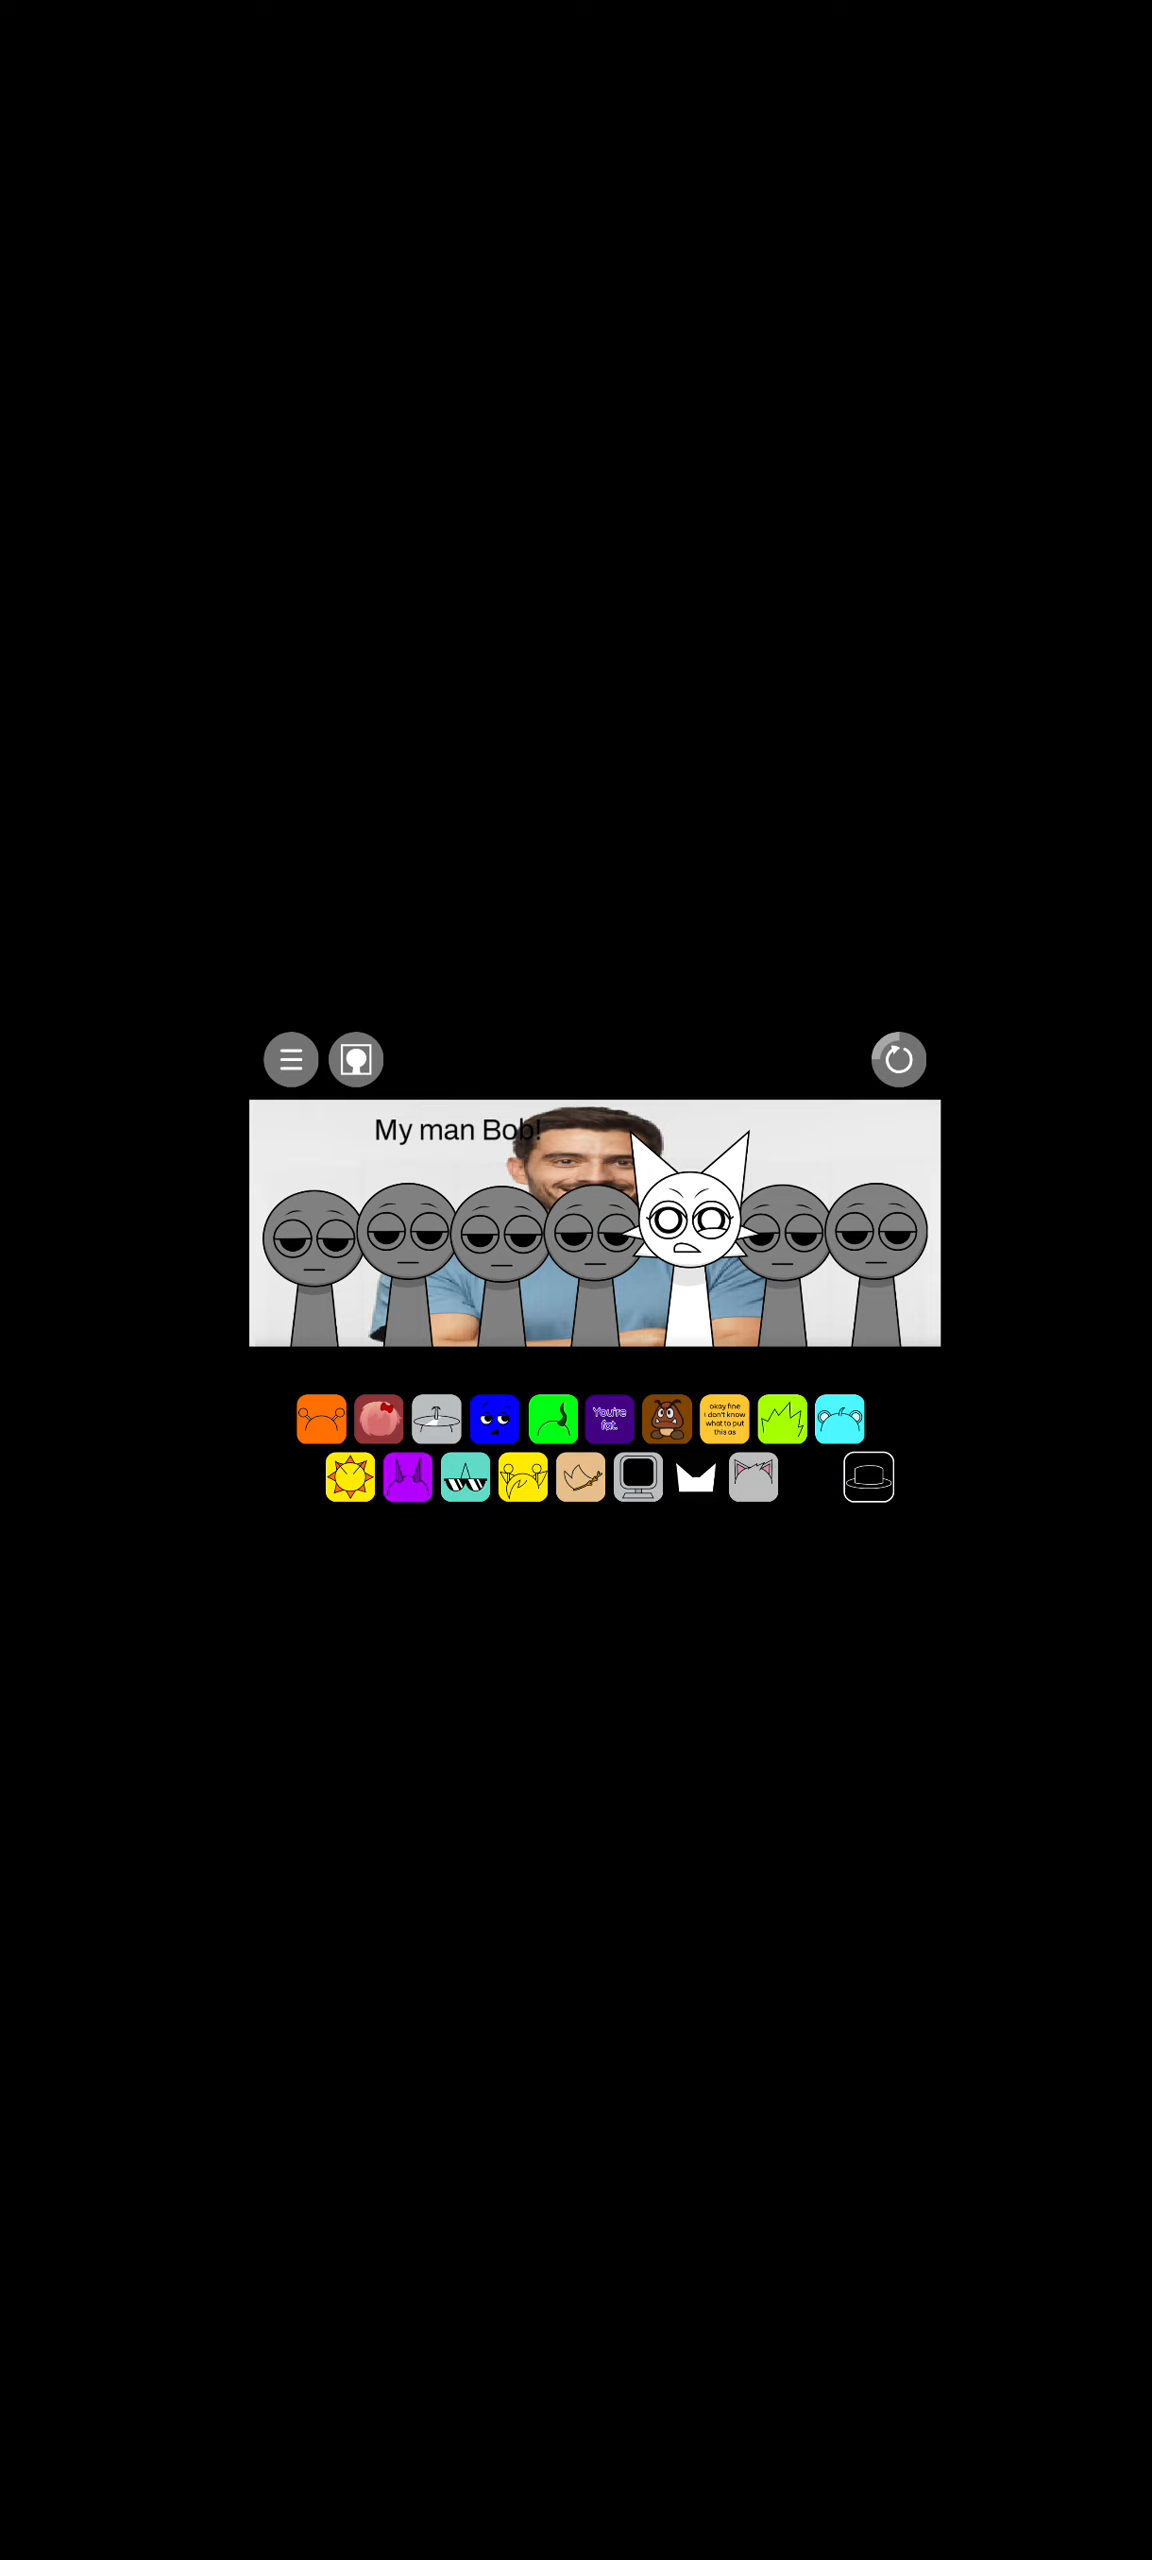 My man Bob!
You're
fat.
okay fine
i don't know
what to put
this as